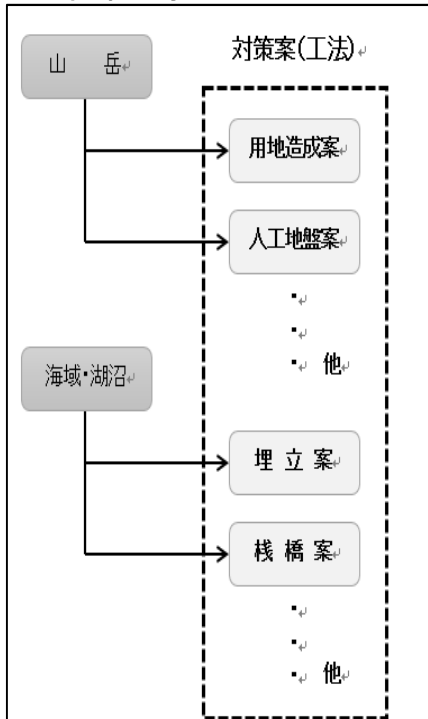 山　岳
対策案(工法)
用地造成案
人工地盤案
・
・
・ 他
海域・湖沼
埋 立 案
桟 橋 案
・
・
・ 他